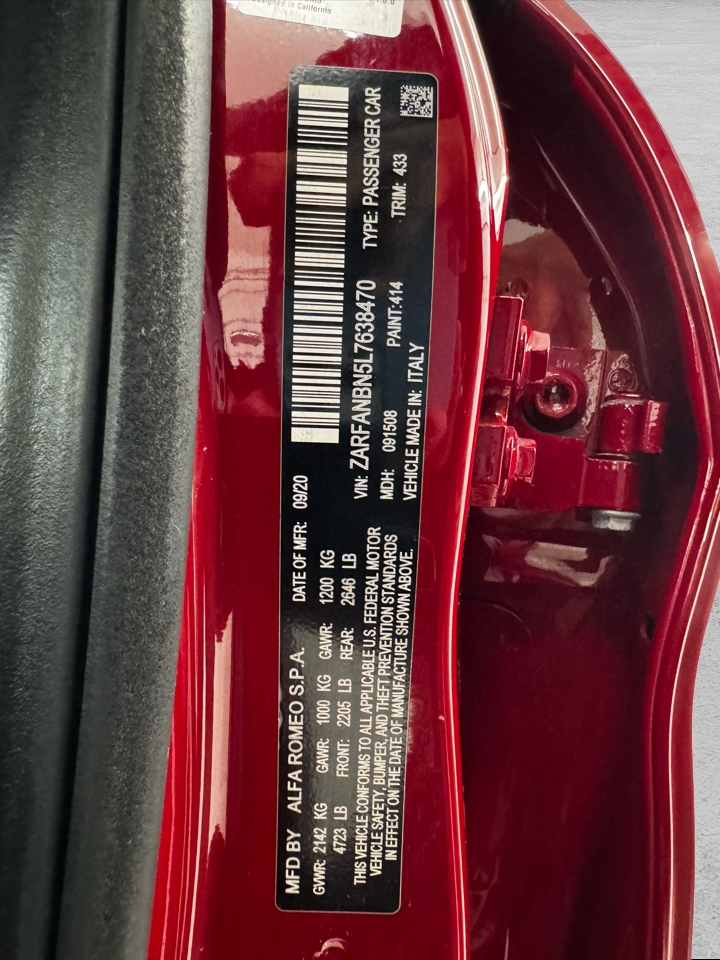 Designed in California
MFD BY ALFA ROMEO S.P.A. DATE OF MFR: 09/20
GVWR: 2142 KG GAWR: 1000 KG GAWR: 1200 KG
4723 LB FRONT: 2205 LB REAR: 2646 LB
THIS VEHICLE CONFORMS TO ALL APPLICABLE U.S. FEDERAL MOTOR
VEHICLE SAFETY, BUMPER, AND THEFT PREVENTION STANDARDS
IN EFFECT ON THE DATE OF MANUFACTURE SHOWN ABOVE.
VIN: ZARFANBN5L7638470 TYPE: PASSENGER CAR
MDH: 091508 PAINT:414 TRIM: 433
VEHICLE MADE IN: ITALY